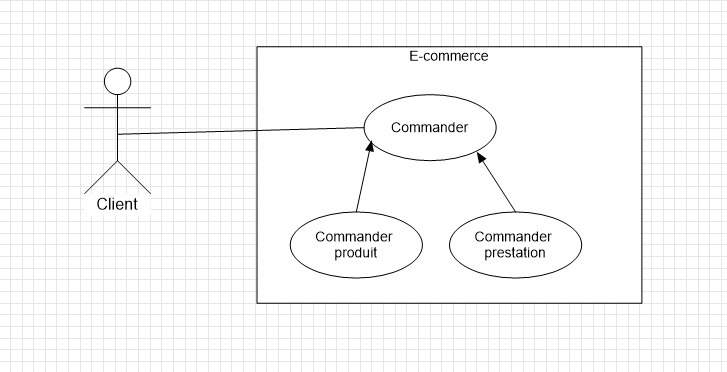 E-commerce
Commander
Client
Commander
produit
Commander
prestation